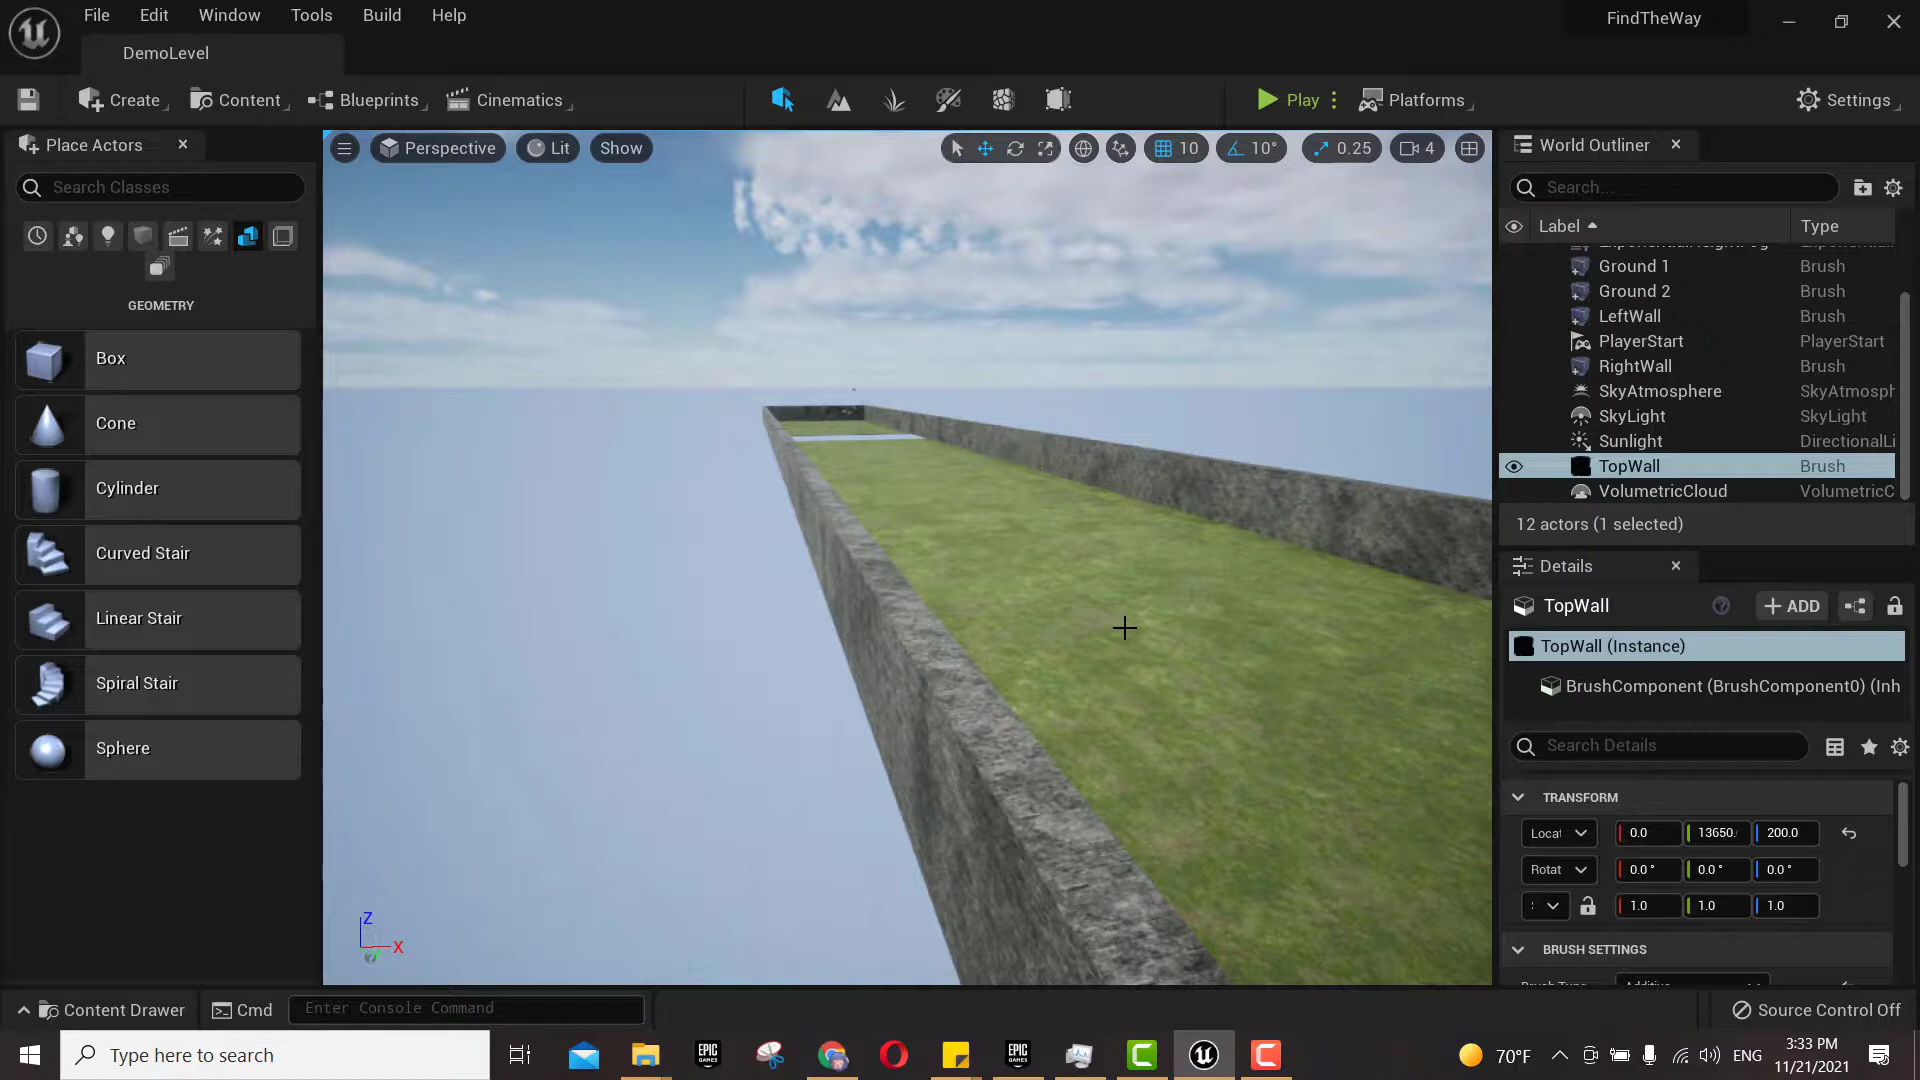 File Edit Window Tools Build Help
FindTheWay
DemoLevel
Create Content Blueprints Cinematics Play Platforms Settings
Place Actors
Search Classes
GEOMETRY
Box
Cone
Cylinder
Curved Stair
Linear Stair
Spiral Stair
Sphere
Perspective Lit Show 10 10° 0.25 4
Z
X
World Outliner
Search...
Label Type
Ground 1 Brush
Ground 2 Brush
LeftWall Brush
PlayerStart PlayerStart
RightWall Brush
SkyAtmosphere SkyAtmosph
SkyLight SkyLight
Sunlight DirectionalLi
TopWall Brush
VolumetricCloud VolumetricC
12 actors (1 selected)
Details
TopWall ADD
TopWall (Instance)
BrushComponent (BrushComponent0) (Inh
Search Details
TRANSFORM
Locat 0.0 13650. 200.0
Rotat 0.0° 0.0° 0.0°
1.0 1.0 1.0
BRUSH SETTINGS
Content Drawer Cmd Enter Console Command Source Control Off
Type here to search
EPIC GAMES
EPIC GAMES
70°F ENG
3:33 PM
11/21/2021